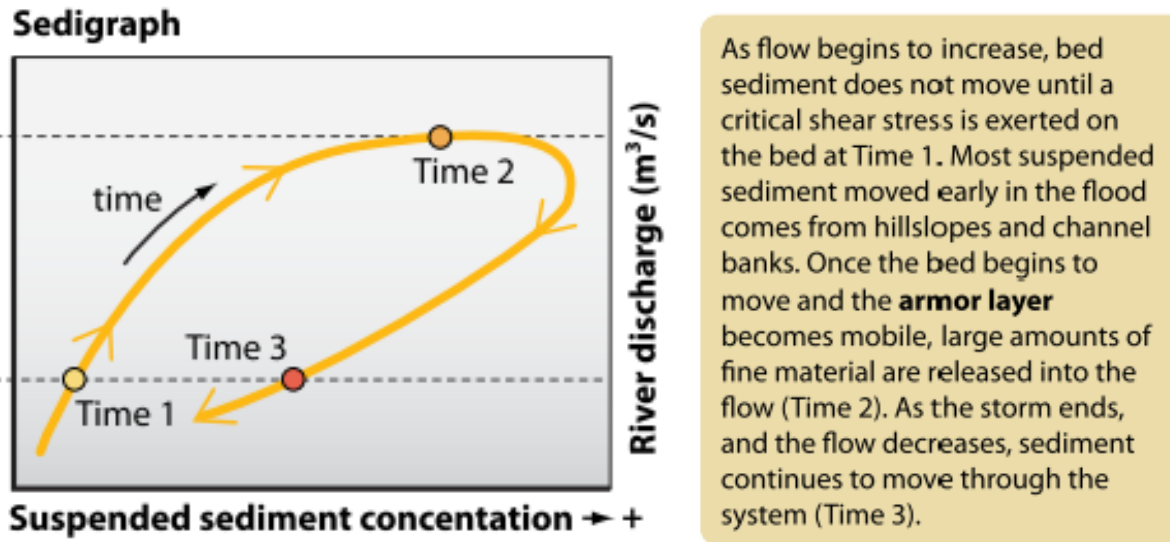 Sedigraph
time
Time 2
Time 3
Time 1
River discharge (m³/s)
Suspended sediment concentation → +
As flow begins to increase, bed
sediment does not move until a
critical shear stress is exerted on
the bed at Time 1. Most suspended
sediment moved early in the flood
comes from hillslopes and channel
banks. Once the bed begins to
move and the armor layer
becomes mobile, large amounts of
fine material are released into the
flow (Time 2). As the storm ends,
and the flow decreases, sediment
continues to move through the
system (Time 3).